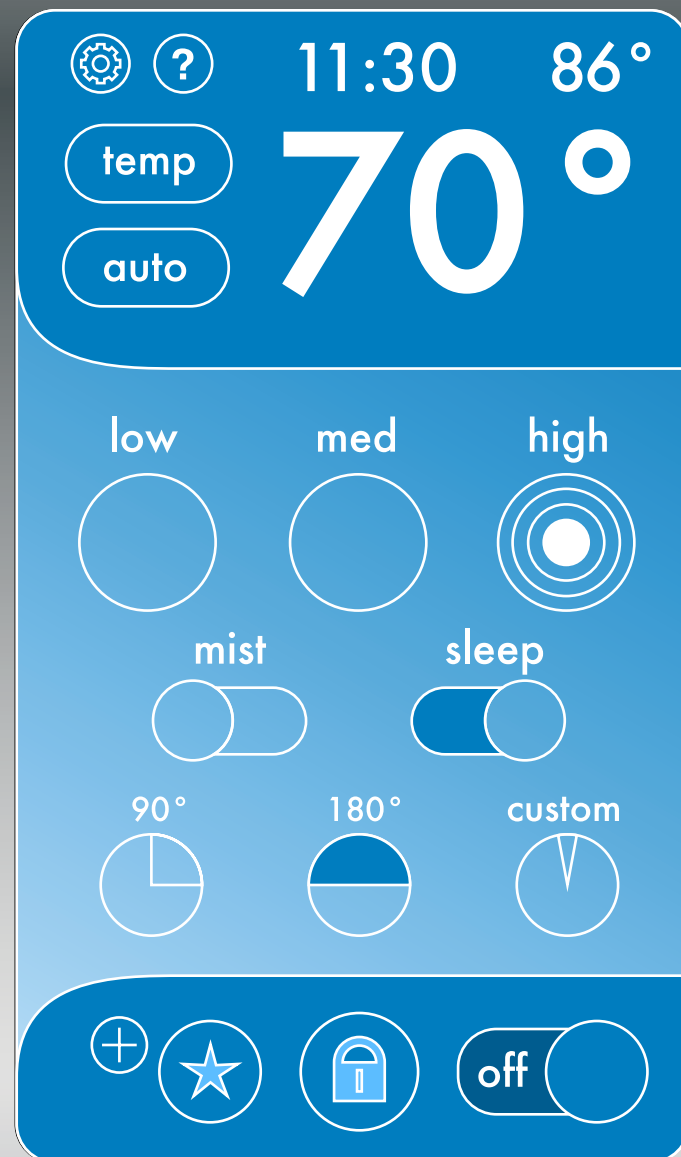 ? 11:30 86°
temp 70°
auto
low med high
mist sleep
90° 180° custom
off